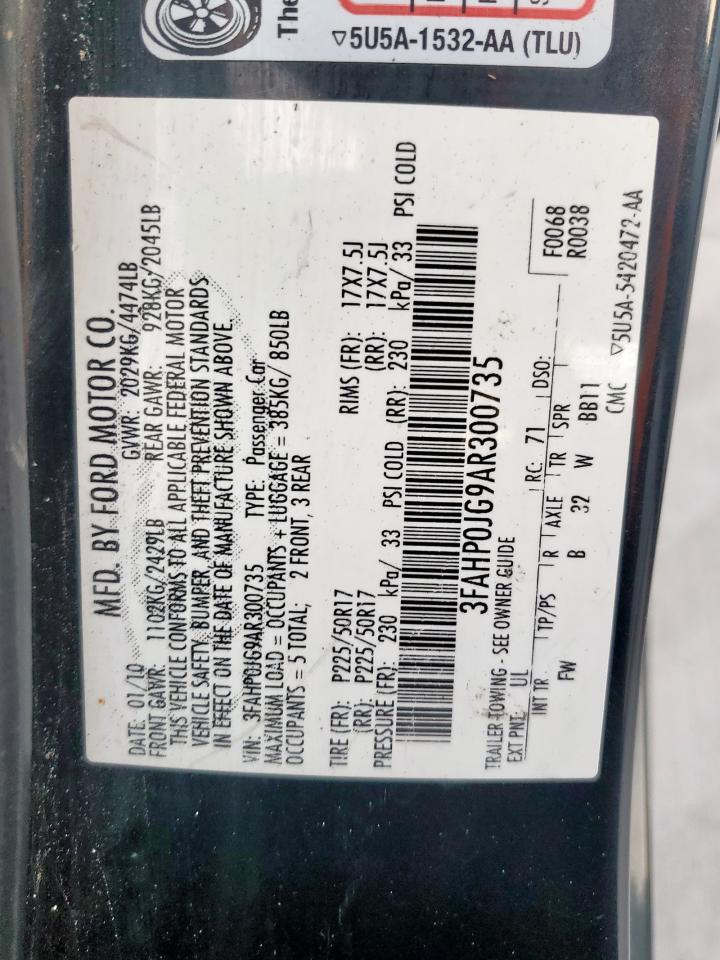 The
▽5U5A-1532-AA (TLU)
MFD. BY FORD MOTOR CO.
DATE: 01/10 GVWR: 2029KG/4474LB
FRONT GAWR: 1102KG/2429LB REAR GAWR: 928KG/2045LB
THIS VEHICLE CONFORMS TO ALL APPLICABLE FEDERAL MOTOR
VEHICLE SAFETY, BUMPER, AND THEFT PREVENTION STANDARDS
IN EFFECT ON THE DATE OF MANUFACTURE SHOWN ABOVE.
VIN: 3FAHP0JG9AR300735 TYPE: Passenger Car
MAXIMUM LOAD = OCCUPANTS + LUGGAGE = 385KG/ 850LB
OCCUPANTS = 5 TOTAL; 2 FRONT, 3 REAR
TIRE (FR): P225/50R17 RIMS (FR): 17X7.5J
(RR): P225/50R17 (RR): 17X7.5J
PRESSURE (FR): 230 kPa/ 33 PSI COLD (RR): 230 kPa/ 33 PSI COLD
3FAHP0JG9AR300735
TRAILER TOWING - SEE OWNER GUIDE
F0068
R0038
EXT PNT: UL RC: 71 DSO:
INT TR TP/PS R AXLE TR SPR
FW B 32 W BB11
CMC ▽5U5A-5420472-AA